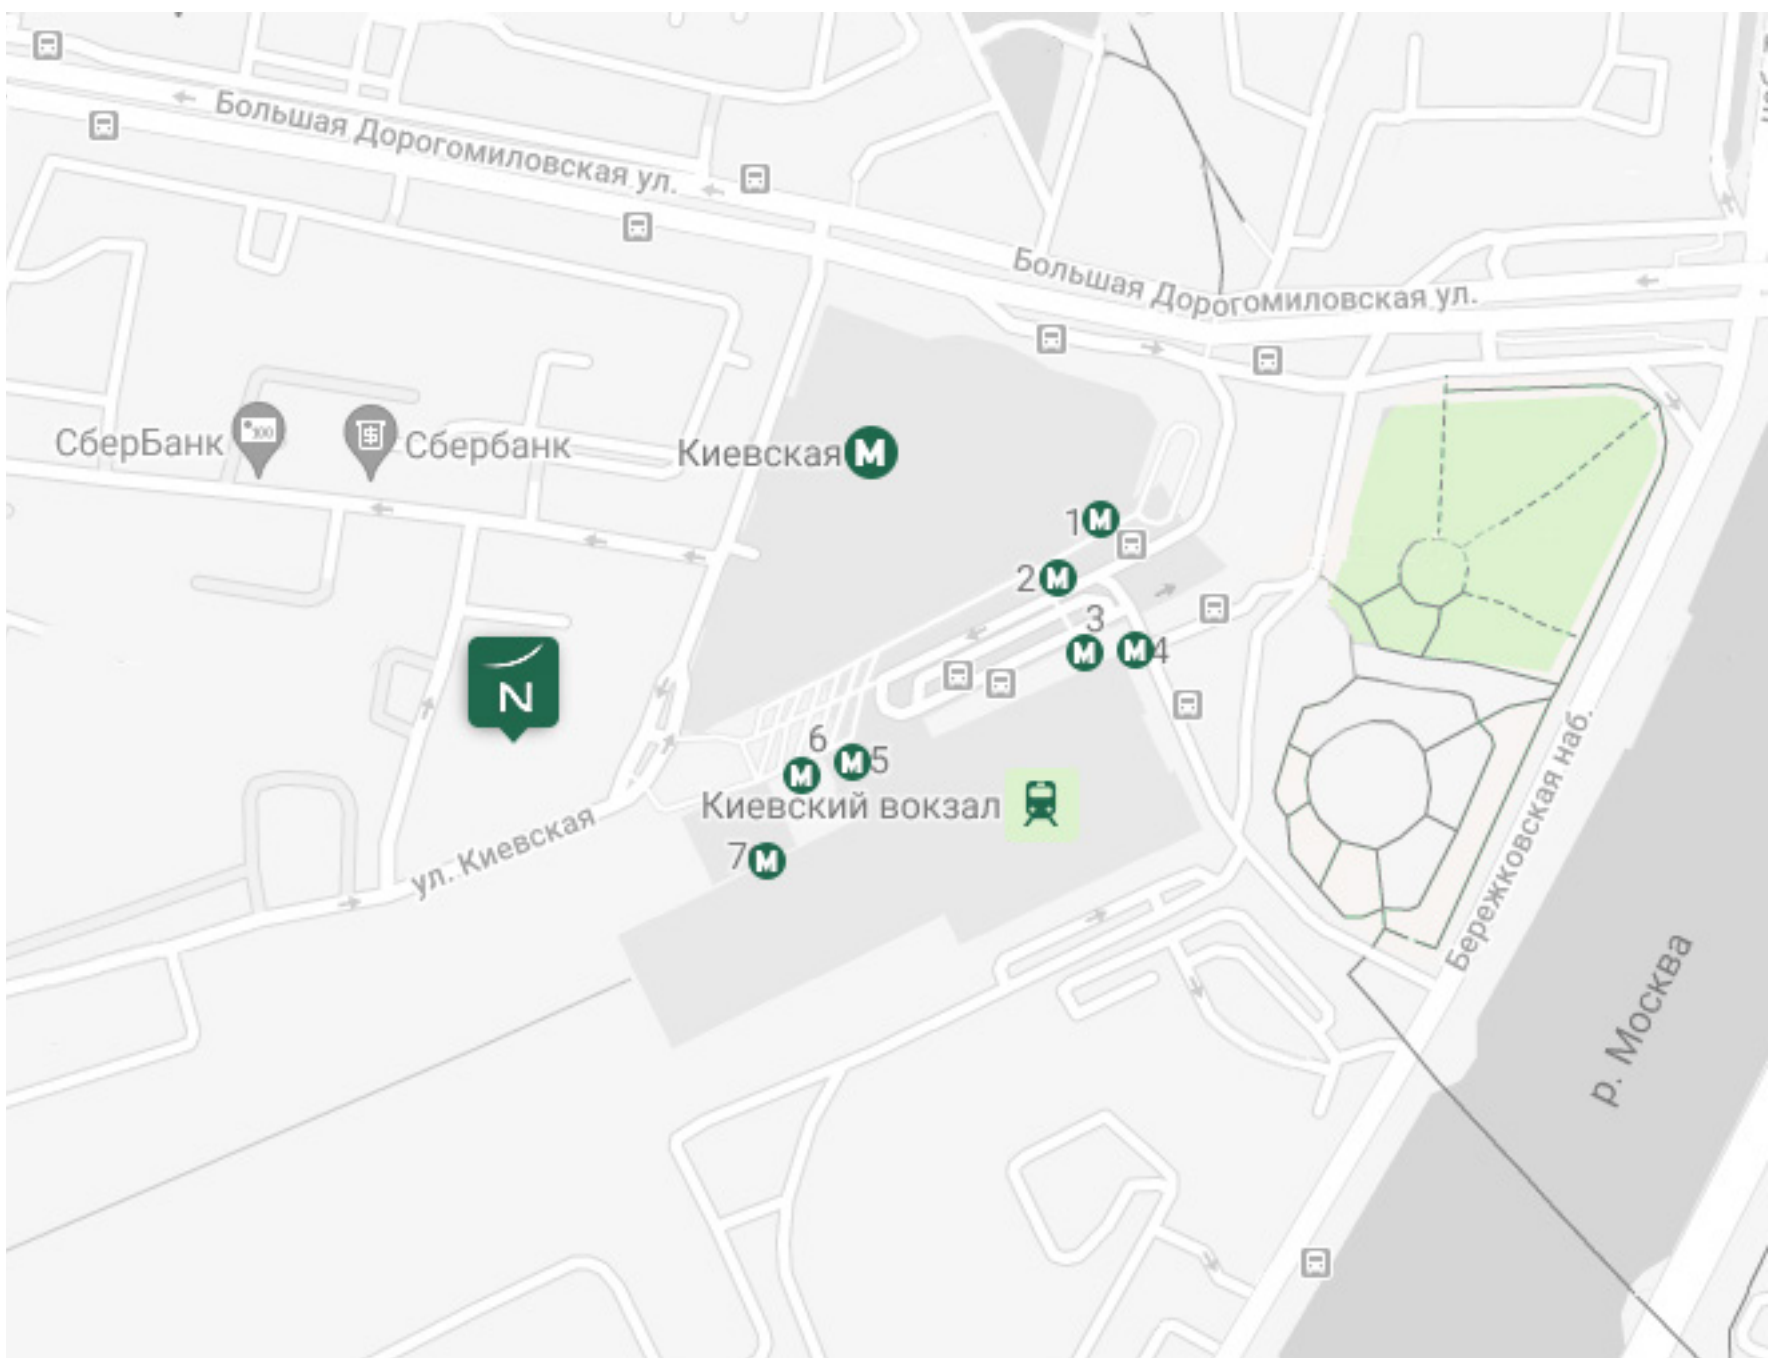 Большая Дорогомиловская ул.
Большая Дорогомиловская ул.
СберБанк
100
$
Сбербанк
Киевская М
1 М
2 М
3
М
М 4
N
6
М
М 5
Киевский вокзал
7 М
ул. Киевская
Бережковская наб.
р. Москва